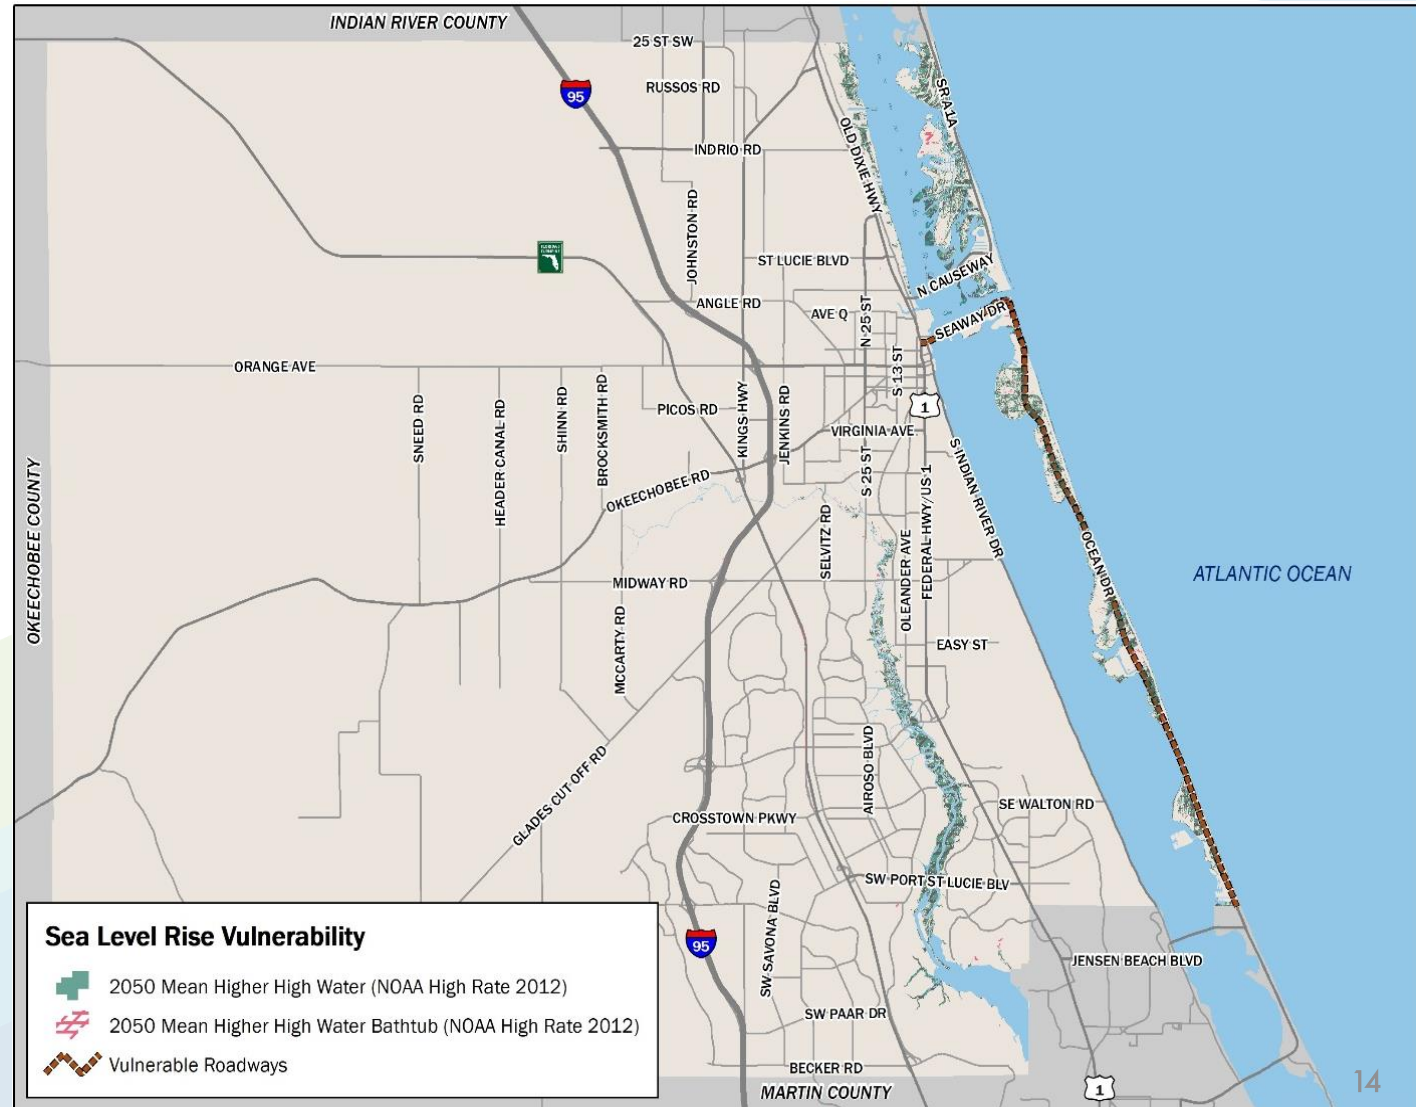 INDIAN RIVER COUNTY
25 ST SW
95
RUSSOS RD
SR A1A
OLD DIXIE HWY
INDRIO RD
JOHNSTON RD
ST LUCIE BLVD
N CAUSEWAY
ANGLE RD
AVE Q
N 25 ST
SEAWAY DR
ORANGE AVE
S 13 ST
SNEED RD
HEADER CANAL RD
SHINN RD
BROCKSMITH RD
PICOS RD
KINGS HWY
JENKINS RD
1
VIRGINIA AVE
OKEECHOBEE COUNTY
OKEECHOBEE RD
S 25 ST
S INDIAN RIVER DR
SELVITZ RD
OLEANDER AVE
FEDERAL HWY/US 1
OCEAN DR
ATLANTIC OCEAN
MIDWAY RD
MCCARTY RD
EASY ST
GLADES CUT OFF RD
AIROSO BLVD
SE WALTON RD
CROSSTOWN PKWY
SW PORT ST LUCIE BLV
SW SAVONA BLVD
95
JENSEN BEACH BLVD
SW PAAR DR
BECKER RD
MARTIN COUNTY
1
Sea Level Rise Vulnerability
2050 Mean Higher High Water (NOAA High Rate 2012)
2050 Mean Higher High Water Bathtub (NOAA High Rate 2012)
Vulnerable Roadways
14